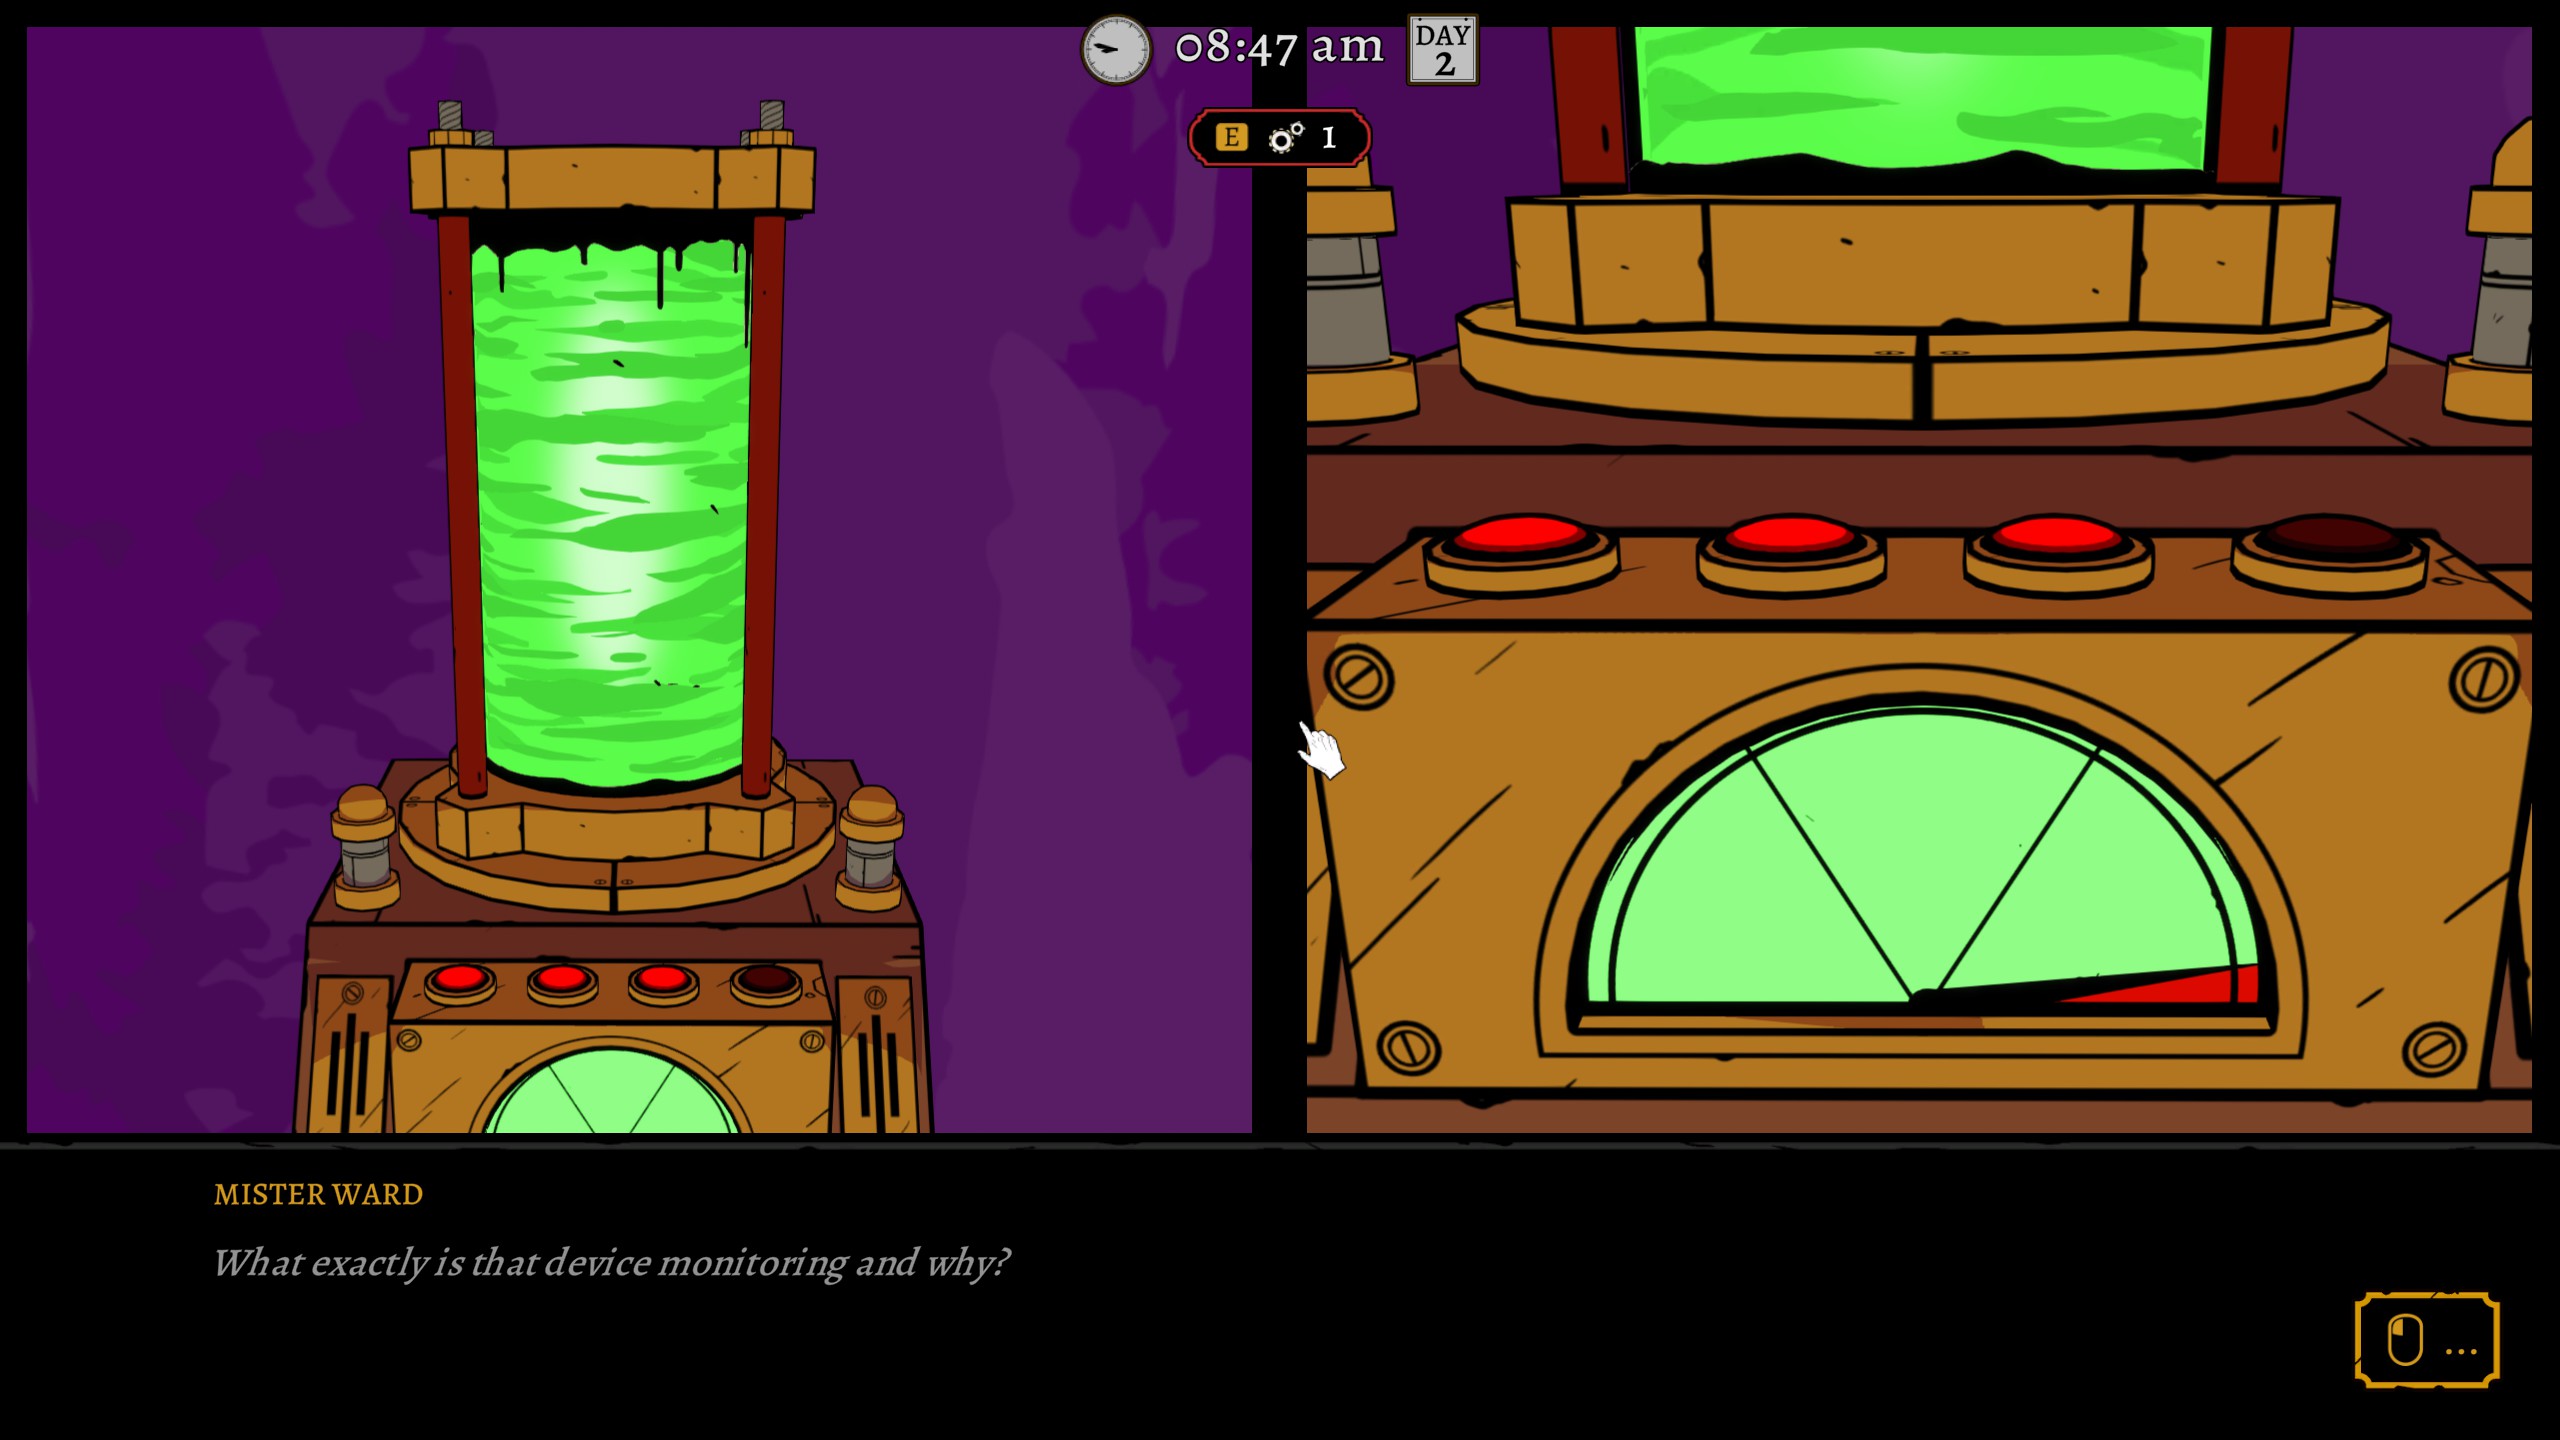 08:47 am
DAY
2
E 1
MISTER WARD
What exactly is that device monitoring and why?
...